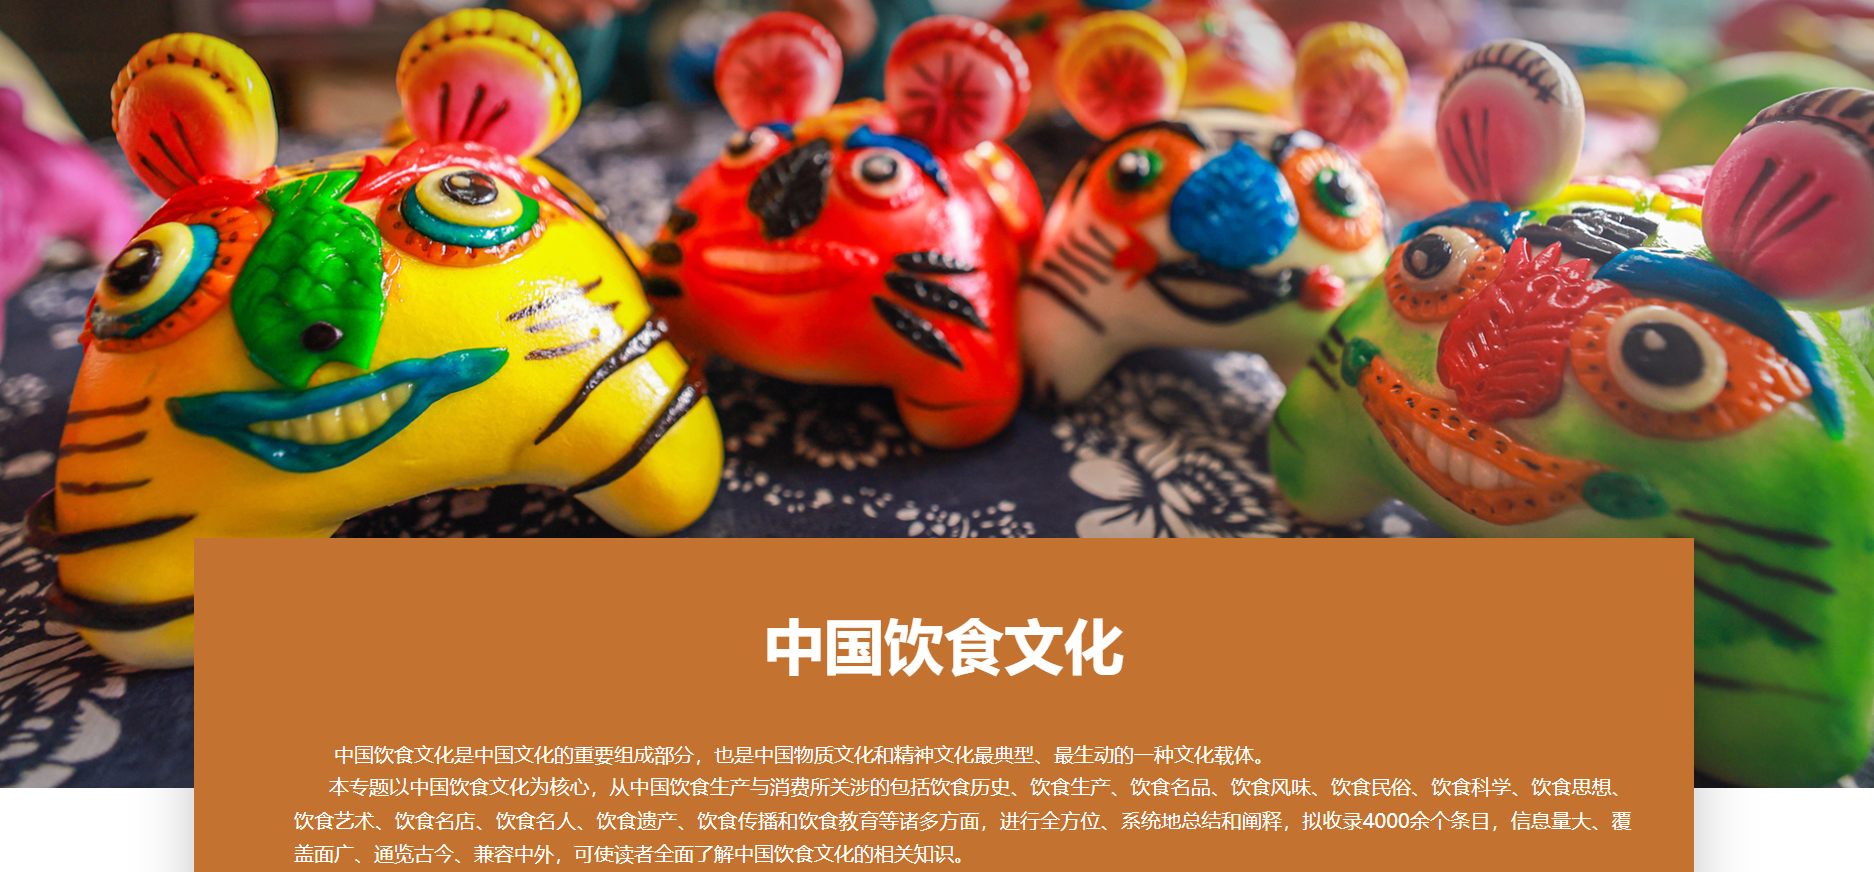 中国饮食文化
中国饮食文化是中国文化的重要组成部分，也是中国物质文化和精神文化最典型、最生动的一种文化载体。
本专题以中国饮食文化为核心，从中国饮食生产与消费所关涉的包括饮食历史、饮食生产、饮食名品、饮食风味、饮食民俗、饮食科学、饮食思想、
饮食艺术、饮食名店、饮食名人、饮食遗产、饮食传播和饮食教育等诸多方面，进行全方位、系统地总结和阐释，拟收录4000余个条目，信息量大、覆
盖面广、通览古今、兼容中外，可使读者全面了解中国饮食文化的相关知识。